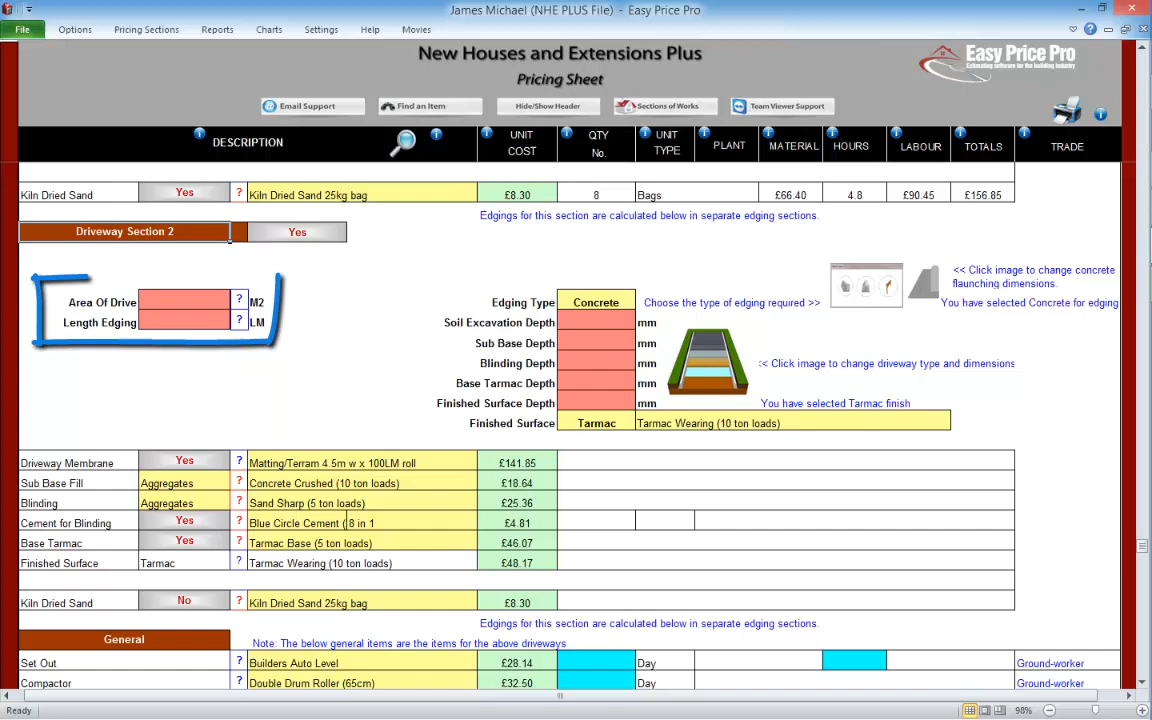 James Michael (NHE PLUS File) - Easy Price Pro
File Options Pricing Sections Reports Charts Settings Help Movies
New Houses and Extensions Plus
Pricing Sheet
Easy Price Pro
Estimating software for the building industry
Email Support Find an Item Hide/Show Header Sections of Works Team Viewer Support
DESCRIPTION UNIT COST QTY No. UNIT TYPE PLANT MATERIAL HOURS LABOUR TOTALS TRADE
Kiln Dried Sand Yes ? Kiln Dried Sand 25kg bag £8.30 8 Bags £66.40 4.8 £90.45 £156.85
Edgings for this section are calculated below in separate edging sections.
Driveway Section 2 Yes
<< Click image to change concrete
flaunching dimensions.
Area Of Drive ? M2 Edging Type Concrete Choose the type of edging required >> You have selected Concrete for edging
Length Edging ? LM Soil Excavation Depth mm
Sub Base Depth mm
Blinding Depth mm :< Click image to change driveway type and dimensions
Base Tarmac Depth mm
Finished Surface Depth mm You have selected Tarmac finish
Finished Surface Tarmac Tarmac Wearing (10 ton loads)
Driveway Membrane Yes ? Matting/Terram 4.5m w x 100LM roll £141.85
Sub Base Fill Aggregates ? Concrete Crushed (10 ton loads) £18.64
Blinding Aggregates ? Sand Sharp (5 ton loads) £25.36
Cement for Blinding Yes ? Blue Circle Cement ( 8 in 1 £4.81
Base Tarmac Yes ? Tarmac Base (5 ton loads) £46.07
Finished Surface Tarmac ? Tarmac Wearing (10 ton loads) £48.17
Kiln Dried Sand No ? Kiln Dried Sand 25kg bag £8.30
Edgings for this section are calculated below in separate edging sections.
General Note: The below general items are the items for the above driveways
Set Out ? Builders Auto Level £28.14 Day Ground-worker
Compactor ? Double Drum Roller (65cm) £32.50 Day Ground-worker
Ready 98%